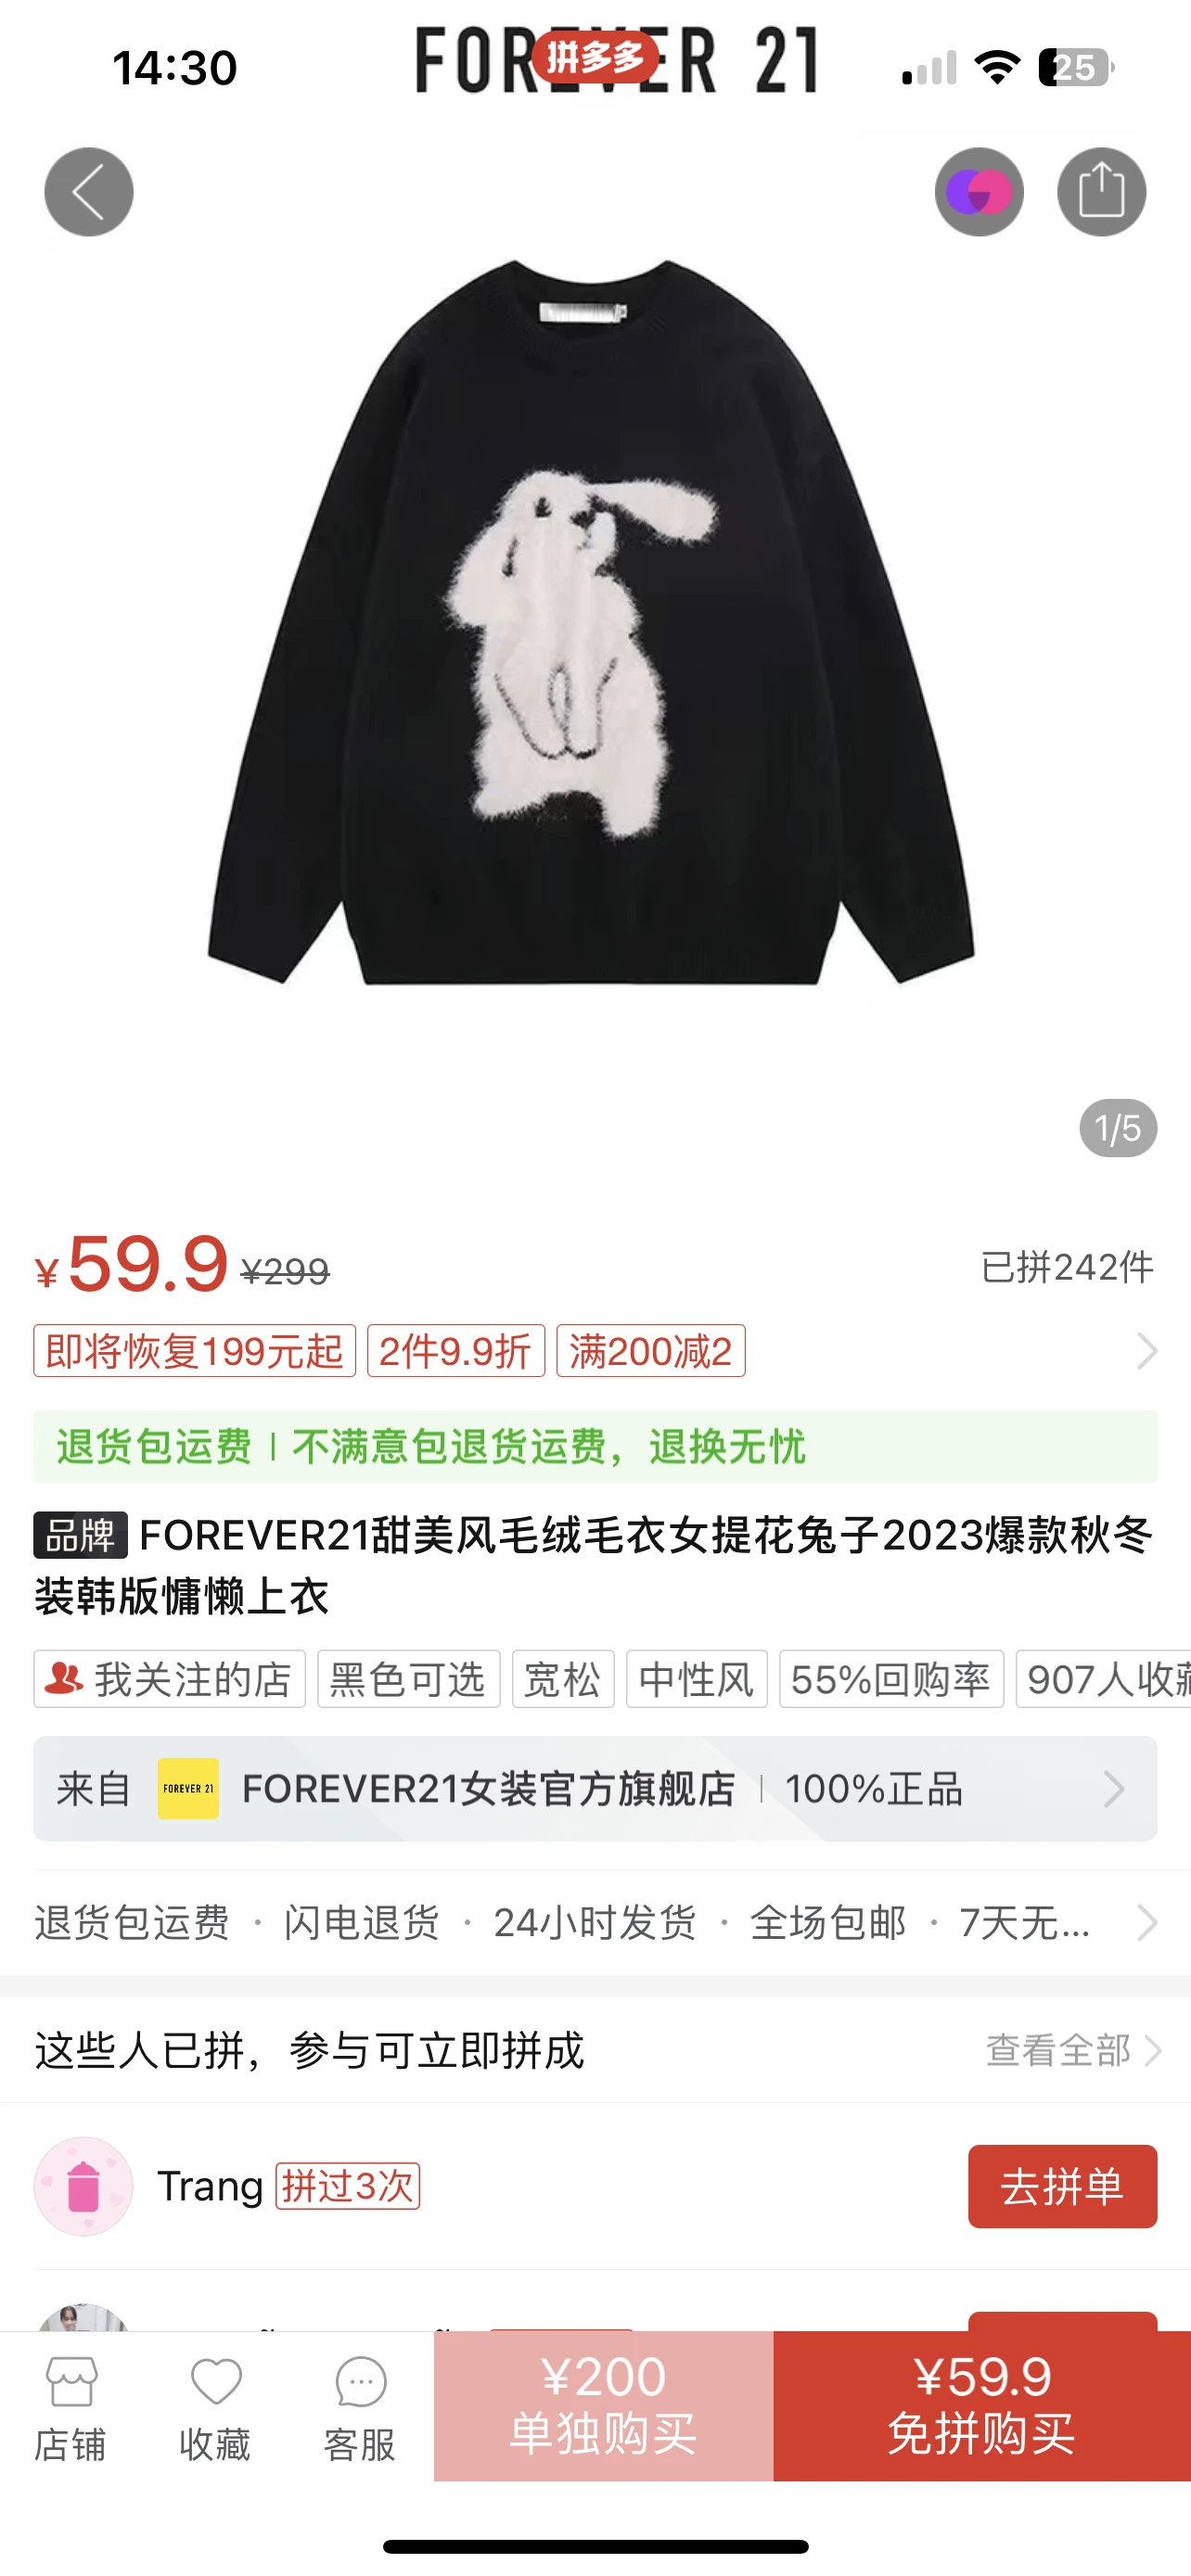 14:30
FOREVER 21
拼多多
25
1/5
¥59.9 ¥299
已拼242件
即将恢复199元起 2件9.9折 满200减2
退货包运费 | 不满意包退货运费，退换无忧
品牌 FOREVER21甜美风毛绒毛衣女提花兔子2023爆款秋冬
装韩版慵懒上衣
我关注的店 黑色可选 宽松 中性风 55%回购率 907人收藏
来自 FOREVER 21 FOREVER21女装官方旗舰店 | 100%正品
退货包运费 · 闪电退货 · 24小时发货 · 全场包邮 · 7天无...
这些人已拼，参与可立即拼成
查看全部
Trang 拼过3次
去拼单
店铺
收藏
客服
¥200
单独购买
¥59.9
免拼购买